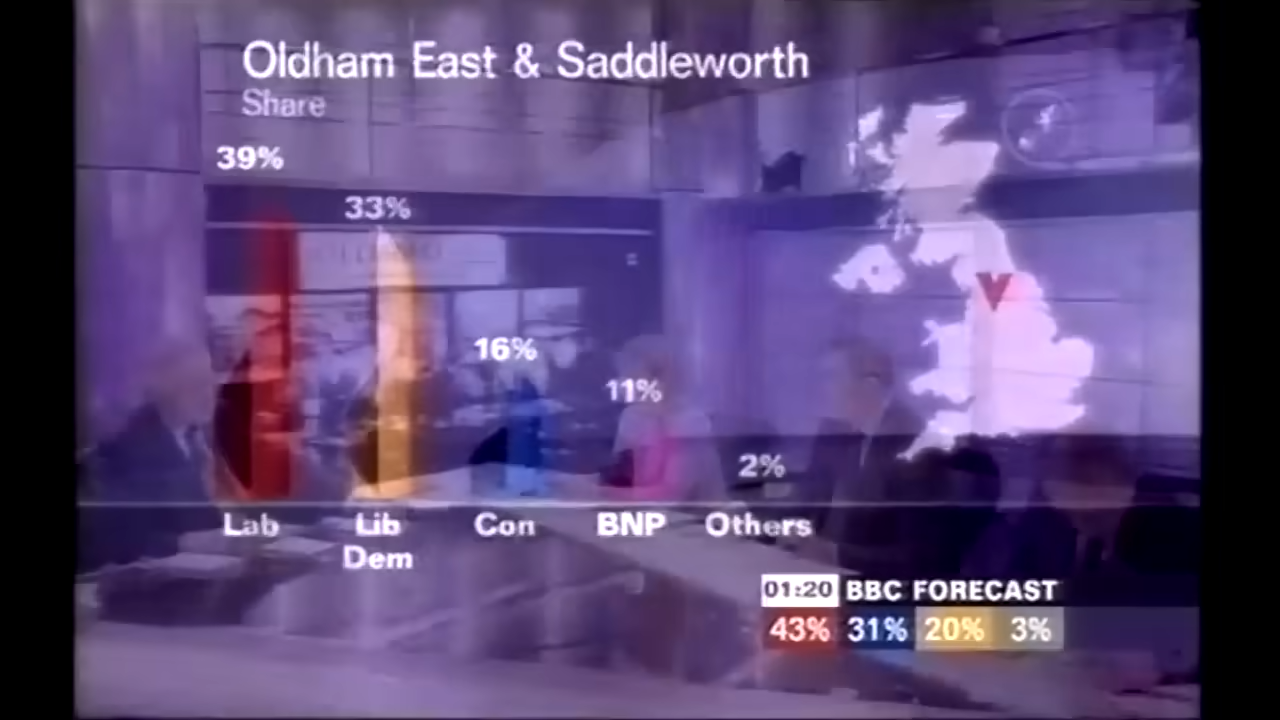 Oldham East & Saddleworth
Share
39%
33%
16%
11%
2%
Lab
Lib Dem
Con
BNP
Others
01:20 BBC FORECAST
43% 31% 20% 3%